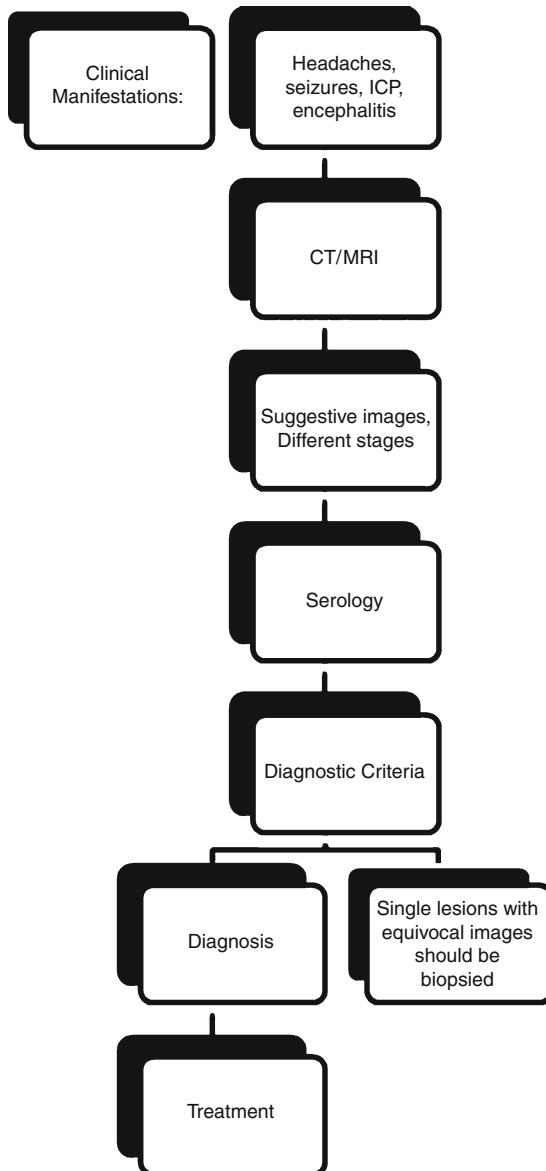 Clinical
Manifestations:
Headaches,
seizures, ICP,
encephalitis
CT/MRI
Suggestive images,
Different stages
Serology
Diagnostic Criteria
Diagnosis
Single lesions with
equivocal images
should be
biopsied
Treatment